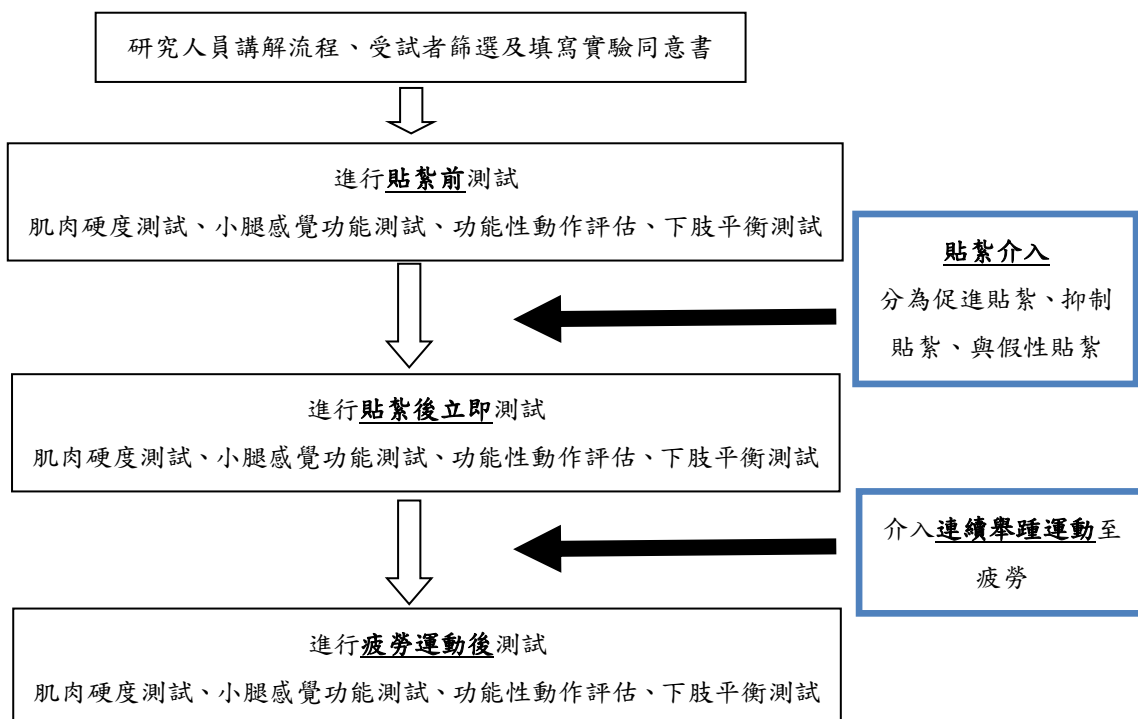 研究人員講解流程、受試者篩選及填寫實驗同意書
進行貼紮前測試
肌肉硬度測試、小腿感覺功能測試、功能性動作評估、下肢平衡測試
貼紮介入
分為促進貼紮、抑制
貼紮、與假性貼紮
進行貼紮後立即測試
肌肉硬度測試、小腿感覺功能測試、功能性動作評估、下肢平衡測試
介入連續舉踵運動至
疲勞
進行疲勞運動後測試
肌肉硬度測試、小腿感覺功能測試、功能性動作評估、下肢平衡測試